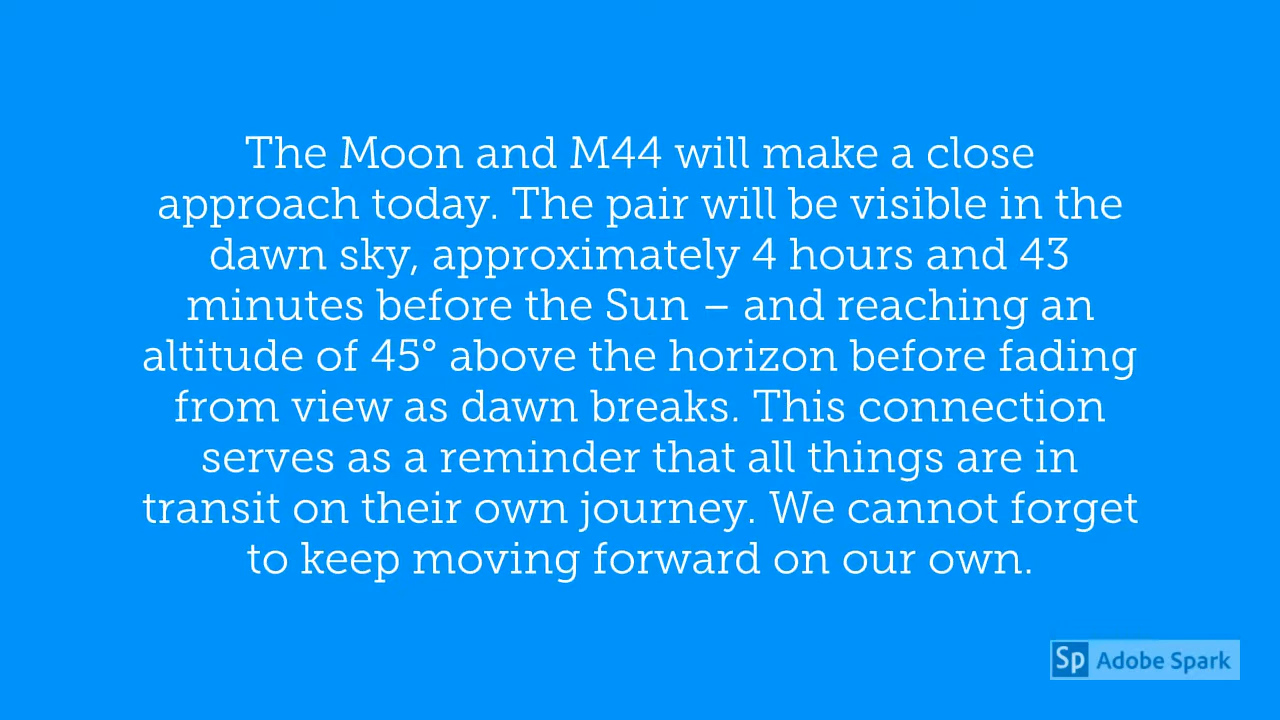 The Moon and M44 will make a close
approach today. The pair will be visible in the
dawn sky, approximately 4 hours and 43
minutes before the Sun – and reaching an
altitude of 45° above the horizon before fading
from view as dawn breaks. This connection
serves as a reminder that all things are in
transit on their own journey. We cannot forget
to keep moving forward on our own.
Sp Adobe Spark